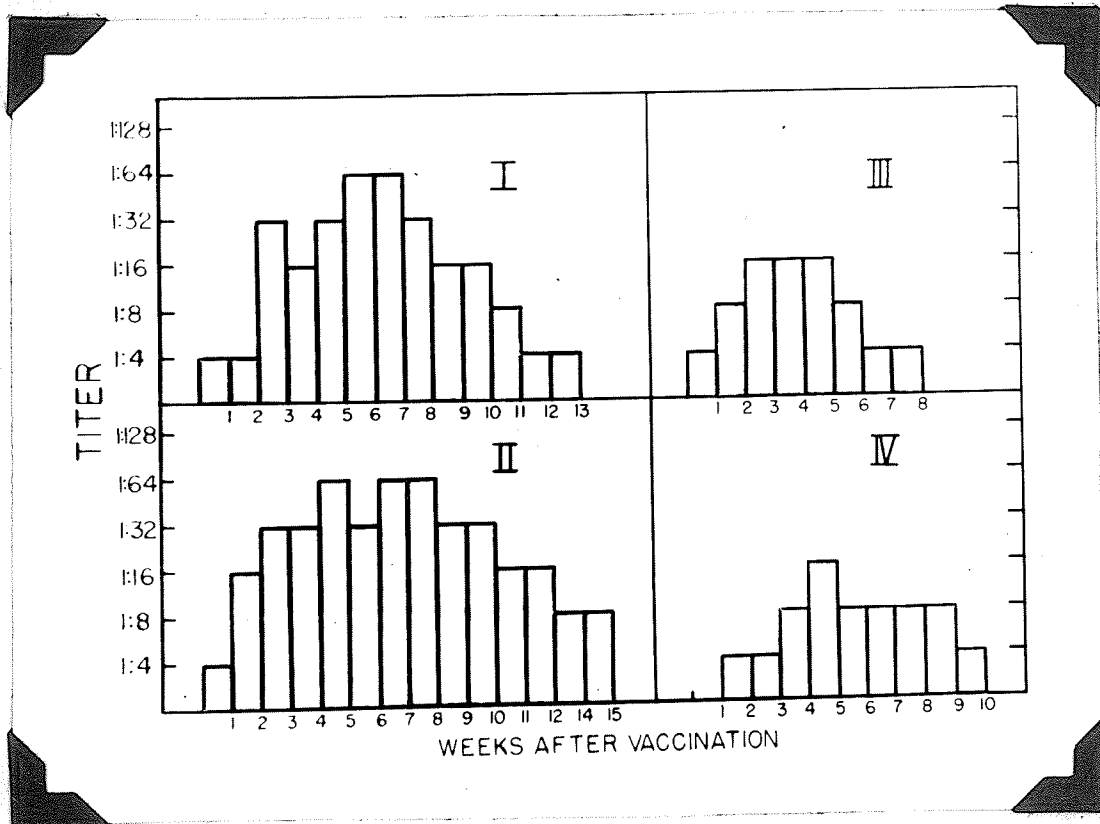 TITER
I
1:128
1:64
1:32
1:16
1:8
1:4
1 2 3 4 5 6 7 8 9 10 11 12 13
III
1 2 3 4 5 6 7 8
II
1:128
1:64
1:32
1:16
1:8
1:4
1 2 3 4 5 6 7 8 9 10 11 12 14 15
IV
1 2 3 4 5 6 7 8 9 10
WEEKS AFTER VACCINATION